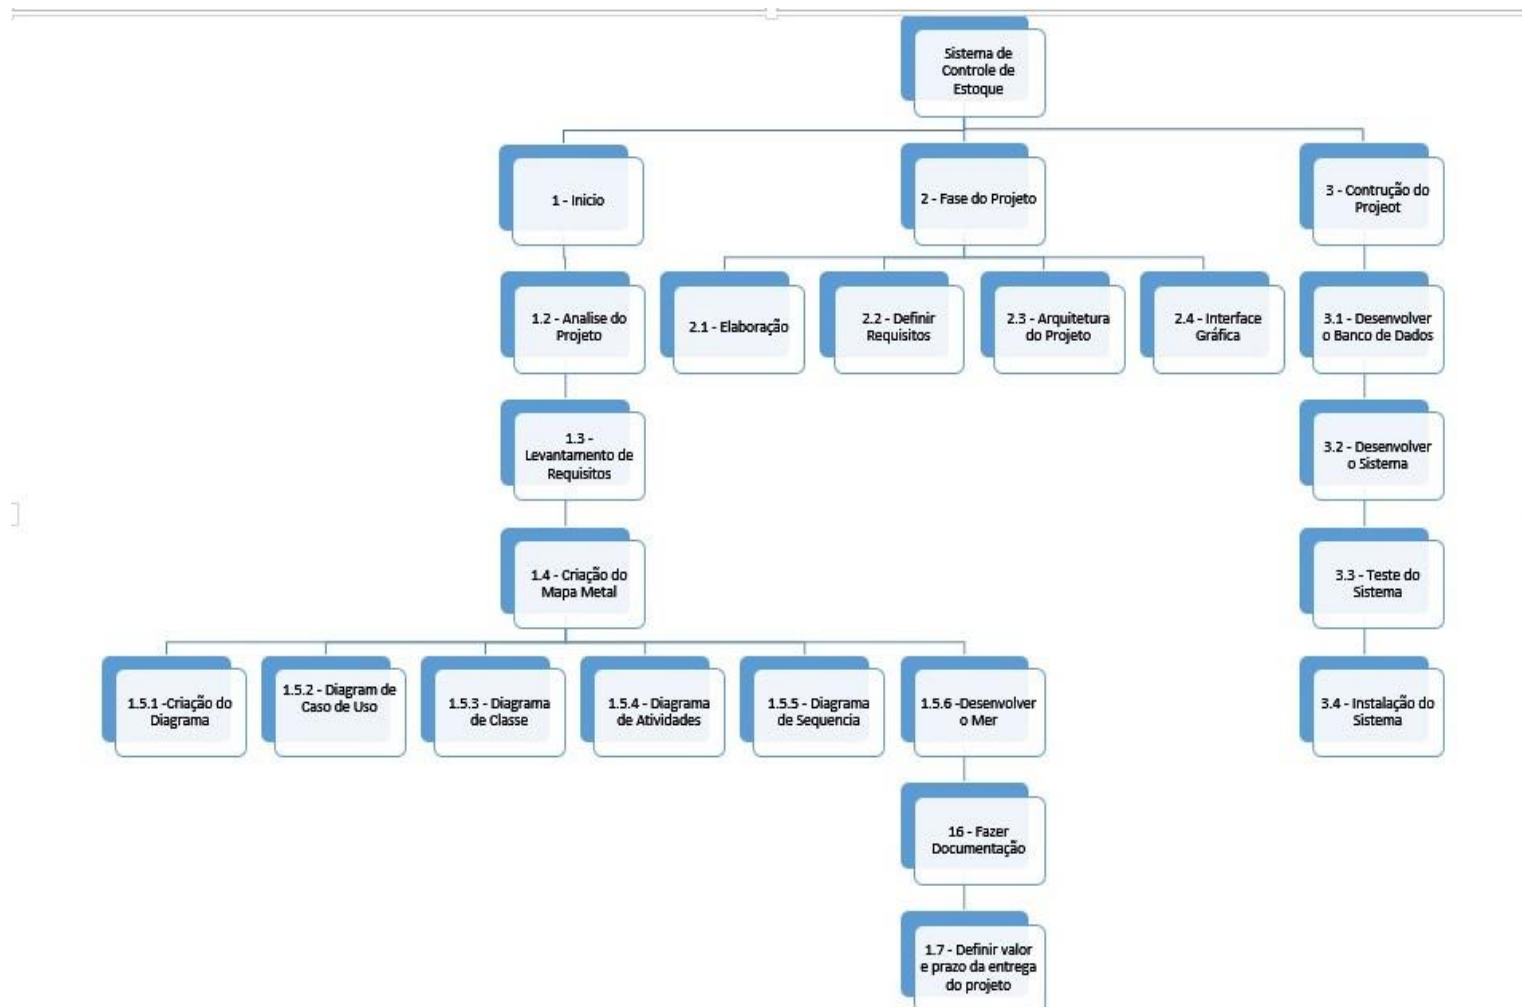 Sistema de
Controle de
Estoque
1 - Inicio
2 - Fase do Projeto
3 - Contrução do
Projeot
1.2 - Analise do
Projeto
2.1 - Elaboração
2.2 - Definir
Requisitos
2.3 - Arquitetura
do Projeto
2.4 - Interface
Gráfica
3.1 - Desenvolver
o Banco de Dados
1.3 -
Levantamento de
Requisitos
3.2 - Desenvolver
o Sistema
1.4 - Criação do
Mapa Metal
3.3 - Teste do
Sistema
1.5.1 -Criação do
Diagrama
1.5.2 - Diagram de
Caso de Uso
1.5.3 - Diagrama
de Classe
1.5.4 - Diagrama
de Atividades
1.5.5 - Diagrama
de Sequencia
1.5.6 -Desenvolver
o Mer
3.4 - Instalação do
Sistema
16 - Fazer
Documentação
1.7 - Definir valor
e prazo da entrega
do projeto